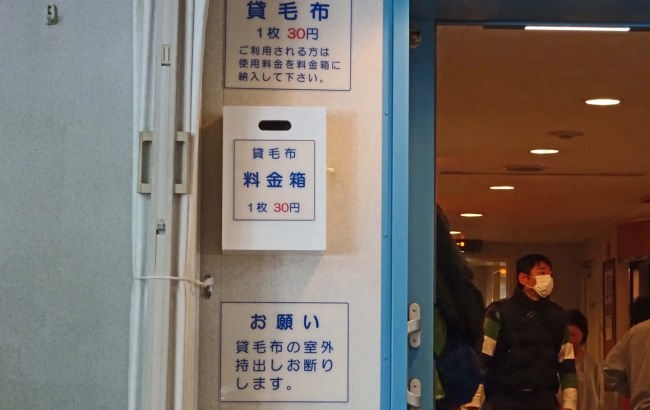 貸毛布
1枚 30円
ご利用される方は
使用料金を料金箱に
納入して下さい。
貸毛布
料金箱
1枚 30円
お願い
貸毛布の室外
持出しお断り
します。